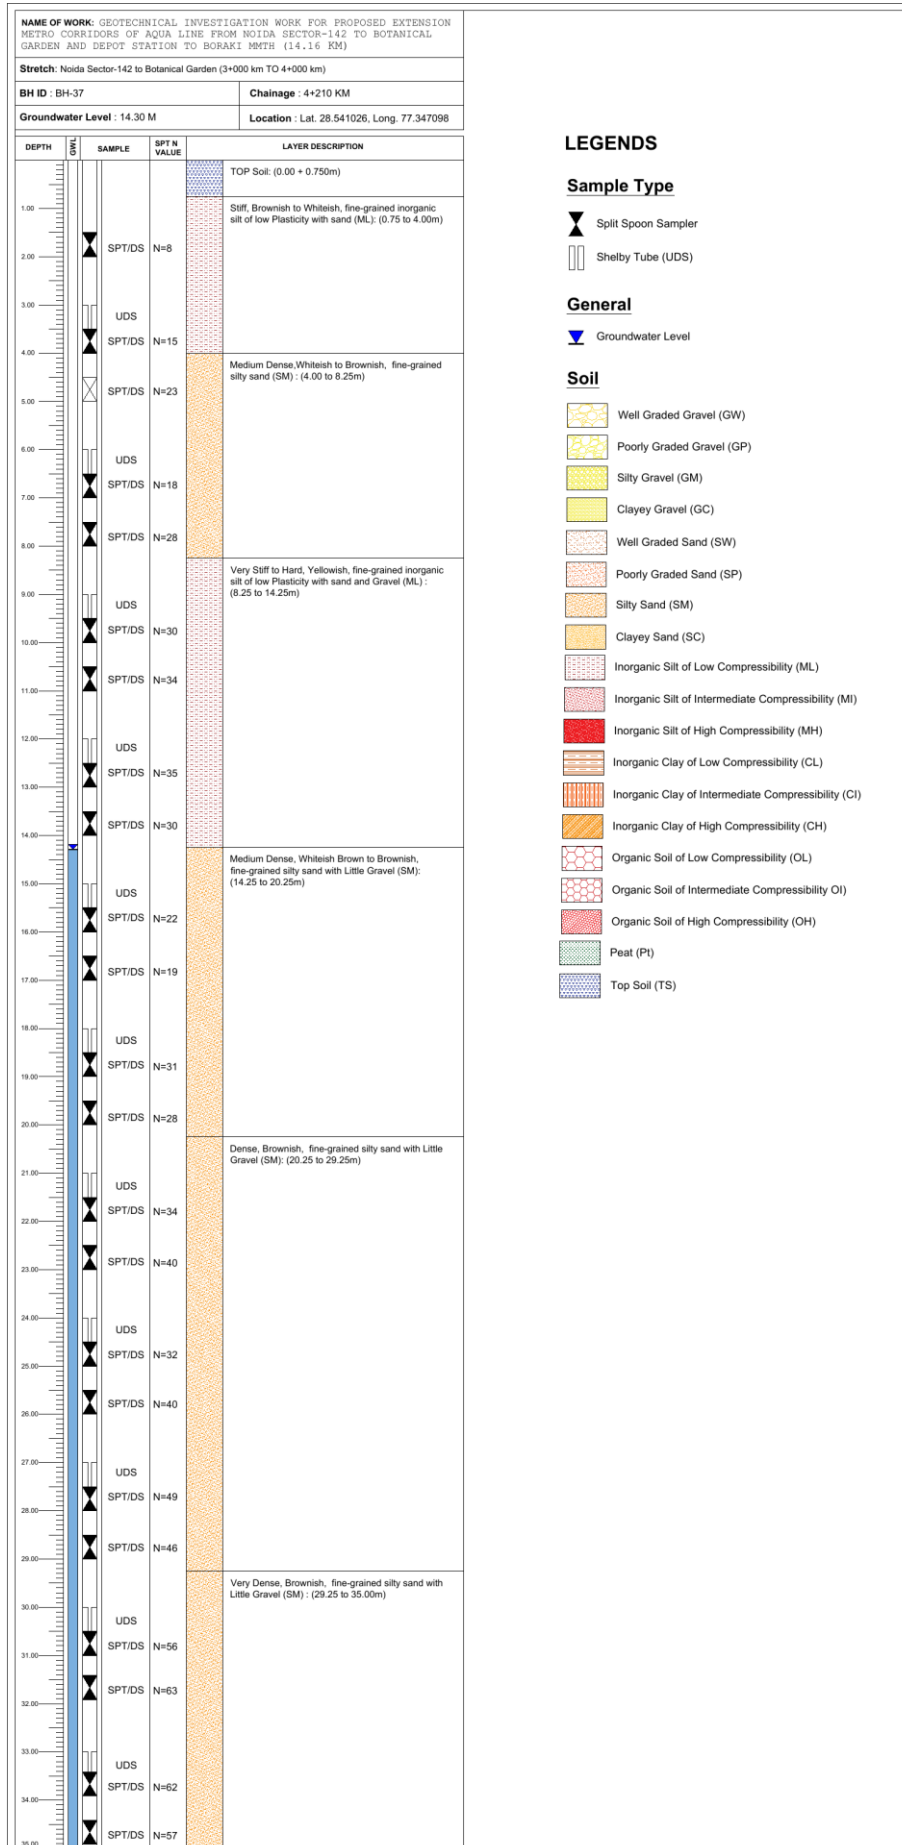 NAME OF WORK: GEOTECHNICAL INVESTIGATION WORK FOR PROPOSED EXTENSION
METRO CORRIDORS OF AQUA LINE FROM NOIDA SECTOR-142 TO BOTANICAL
GARDEN AND DEPOT STATION TO BORAKI MMTH (14.16 KM)
Stretch: Noida Sector-142 to Botanical Garden (3+000 km TO 4+000 km)
BH ID : BH-37
Chainage : 4+210 KM
Groundwater Level : 14.30 M
Location : Lat. 28.541026, Long. 77.347098
DEPTH
GWL
SAMPLE
SPT N
VALUE
LAYER DESCRIPTION
TOP Soil: (0.00 + 0.750m)
1.00
Stiff, Brownish to Whiteish, fine-grained inorganic
silt of low Plasticity with sand (ML): (0.75 to 4.00m)
SPT/DS N=8
2.00
3.00
UDS
SPT/DS N=15
4.00
Medium Dense,Whiteish to Brownish, fine-grained
silty sand (SM) : (4.00 to 8.25m)
SPT/DS N=23
5.00
6.00
UDS
SPT/DS N=18
7.00
SPT/DS N=28
8.00
Very Stiff to Hard, Yellowish, fine-grained inorganic
silt of low Plasticity with sand and Gravel (ML) :
(8.25 to 14.25m)
9.00
UDS
SPT/DS N=30
10.00
SPT/DS N=34
11.00
12.00
UDS
SPT/DS N=35
13.00
SPT/DS N=30
14.00
Medium Dense, Whiteish Brown to Brownish,
fine-grained silty sand with Little Gravel (SM):
(14.25 to 20.25m)
15.00
UDS
SPT/DS N=22
16.00
SPT/DS N=19
17.00
18.00
UDS
SPT/DS N=31
19.00
SPT/DS N=28
20.00
Dense, Brownish, fine-grained silty sand with Little
Gravel (SM): (20.25 to 29.25m)
21.00
UDS
SPT/DS N=34
22.00
SPT/DS N=40
23.00
24.00
UDS
SPT/DS N=32
25.00
SPT/DS N=40
26.00
27.00
UDS
SPT/DS N=49
28.00
SPT/DS N=46
29.00
Very Dense, Brownish, fine-grained silty sand with
Little Gravel (SM) : (29.25 to 35.00m)
30.00
UDS
SPT/DS N=56
31.00
SPT/DS N=63
32.00
33.00
UDS
SPT/DS N=62
34.00
SPT/DS N=57
35.00
LEGENDS
Sample Type
Split Spoon Sampler
Shelby Tube (UDS)
General
Groundwater Level
Soil
Well Graded Gravel (GW)
Poorly Graded Gravel (GP)
Silty Gravel (GM)
Clayey Gravel (GC)
Well Graded Sand (SW)
Poorly Graded Sand (SP)
Silty Sand (SM)
Clayey Sand (SC)
Inorganic Silt of Low Compressibility (ML)
Inorganic Silt of Intermediate Compressibility (MI)
Inorganic Silt of High Compressibility (MH)
Inorganic Clay of Low Compressibility (CL)
Inorganic Clay of Intermediate Compressibility (CI)
Inorganic Clay of High Compressibility (CH)
Organic Soil of Low Compressibility (OL)
Organic Soil of Intermediate Compressibility OI)
Organic Soil of High Compressibility (OH)
Peat (Pt)
Top Soil (TS)